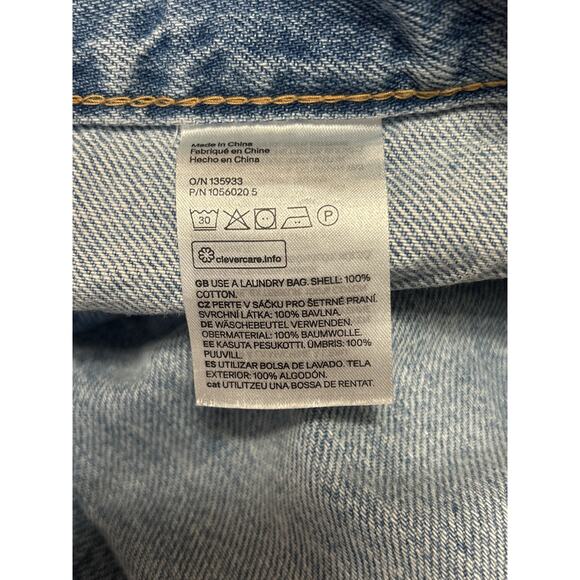 Made in China
Fabriqué en Chine
Hecho en China
O/N 135933
P/N 1056020 5
30 P
clevercare.info
GB USE A LAUNDRY BAG. SHELL: 100%
COTTON.
CZ PERTE V SÁČKU PRO ŠETRNÉ PRANÍ.
SVRCHNÍ LÁTKA: 100% BAVLNA.
DE WÄSCHEBEUTEL VERWENDEN.
OBERMATERIAL: 100% BAUMWOLLE.
EE KASUTA PESUKOTTI. ÜMBRIS: 100%
PUUVILL.
ES UTILIZAR BOLSA DE LAVADO. TELA
EXTERIOR: 100% ALGODÓN.
cat UTILITZEU UNA BOSSA DE RENTAT.